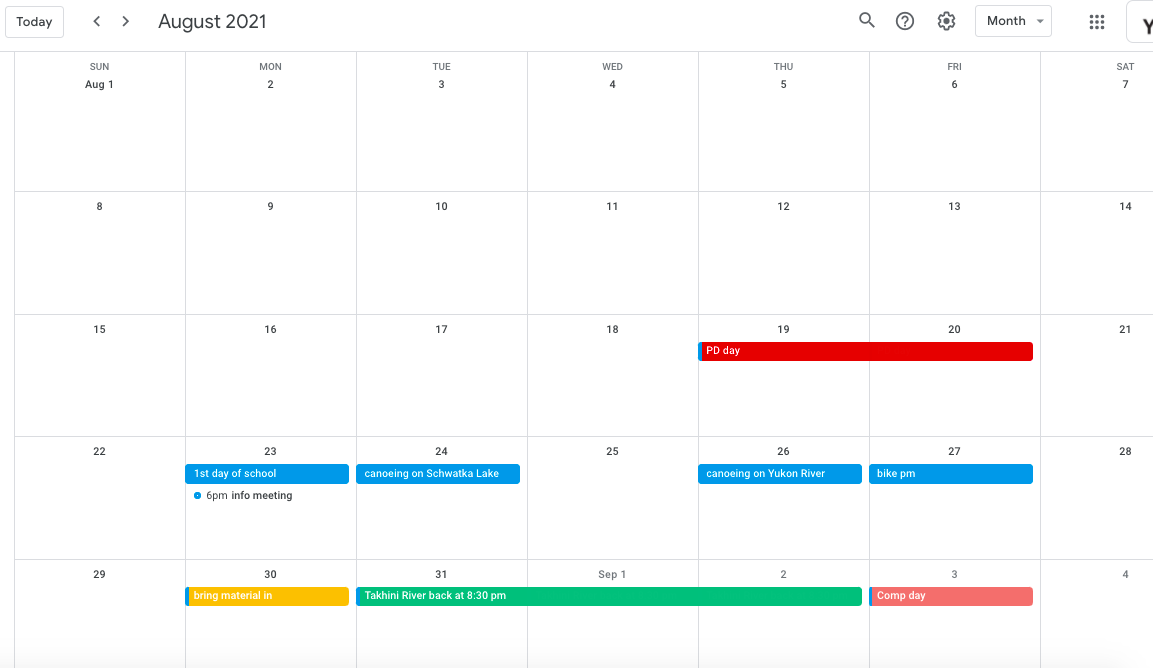 Today August 2021 Month Y
SUN MON TUE WED THU FRI SAT
Aug 1 2 3 4 5 6 7
8 9 10 11 12 13 14
15 16 17 18 19 20 21
PD day
22 23 24 25 26 27 28
1st day of school canoeing on Schwatka Lake canoeing on Yukon River bike pm
6pm info meeting
29 30 31 Sep 1 2 3 4
bring material in Takhini River back at 8:30 pm Comp day